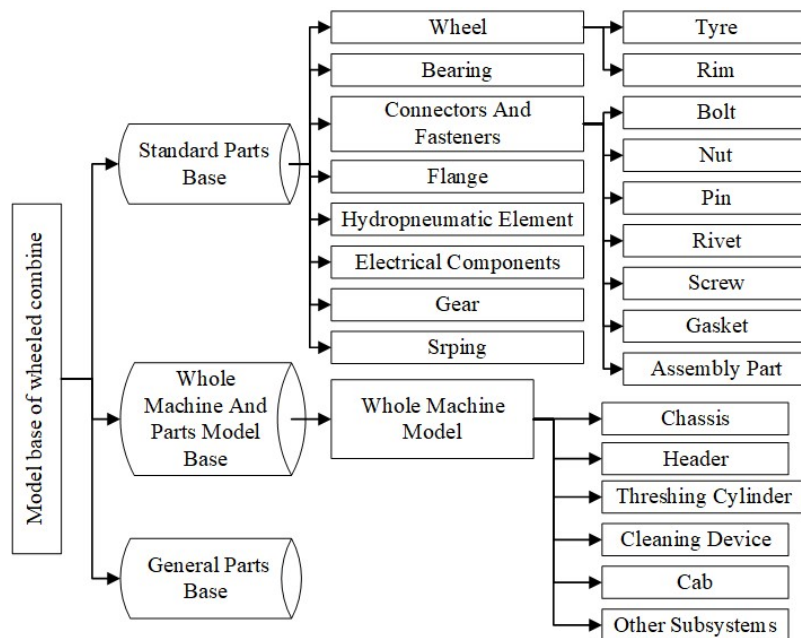 Model base of wheeled combine
Standard Parts
Base
Whole
Machine And
Parts Model
Base
General Parts
Base
Wheel
Bearing
Connectors And
Fasteners
Flange
Hydropneumatic Element
Electrical Components
Gear
Srping
Whole Machine
Model
Tyre
Rim
Bolt
Nut
Pin
Rivet
Screw
Gasket
Assembly Part
Chassis
Header
Threshing Cylinder
Cleaning Device
Cab
Other Subsystems